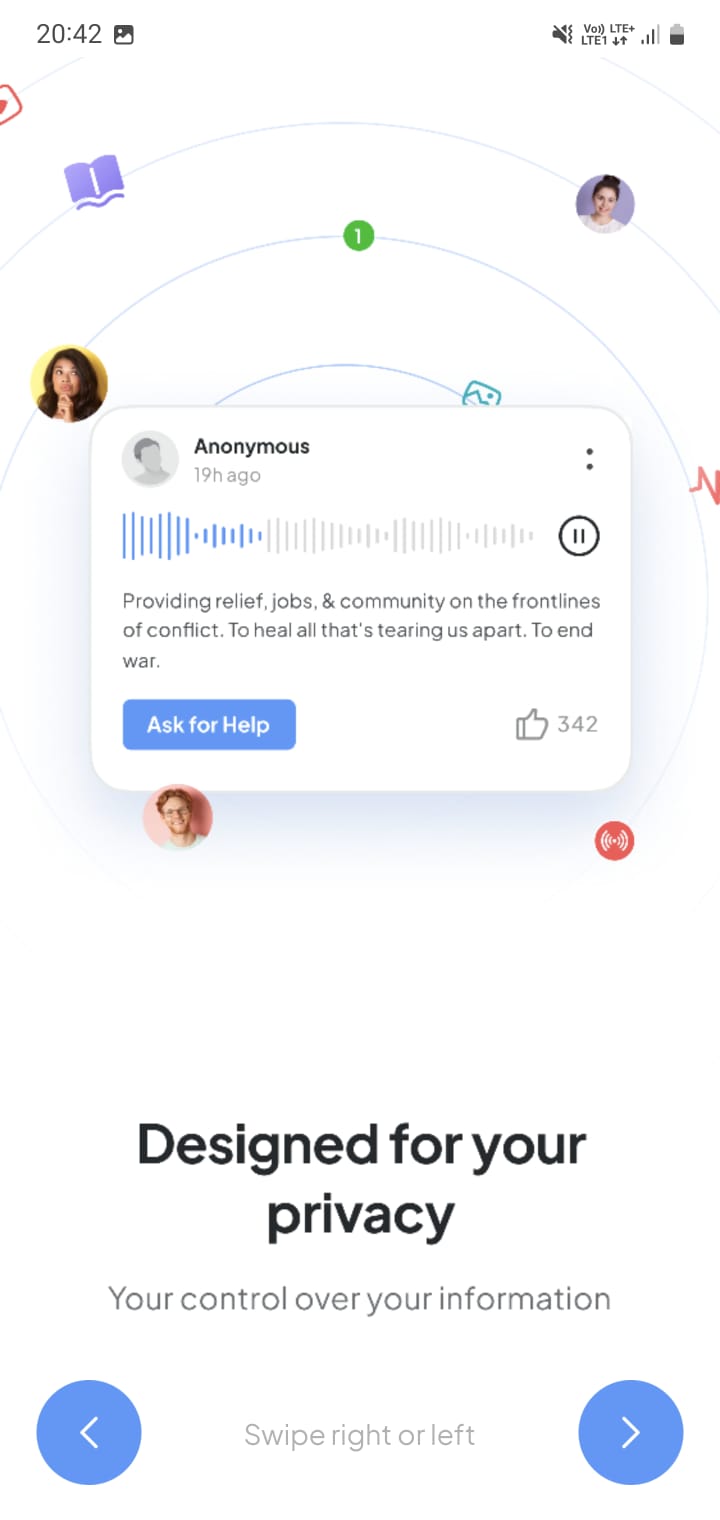 20:42
Vo)) LTE+
LTE1
1
Anonymous
19h ago
Providing relief, jobs, & community on the frontlines
of conflict. To heal all that's tearing us apart. To end
war.
Ask for Help
342
Designed for your
privacy
Your control over your information
Swipe right or left